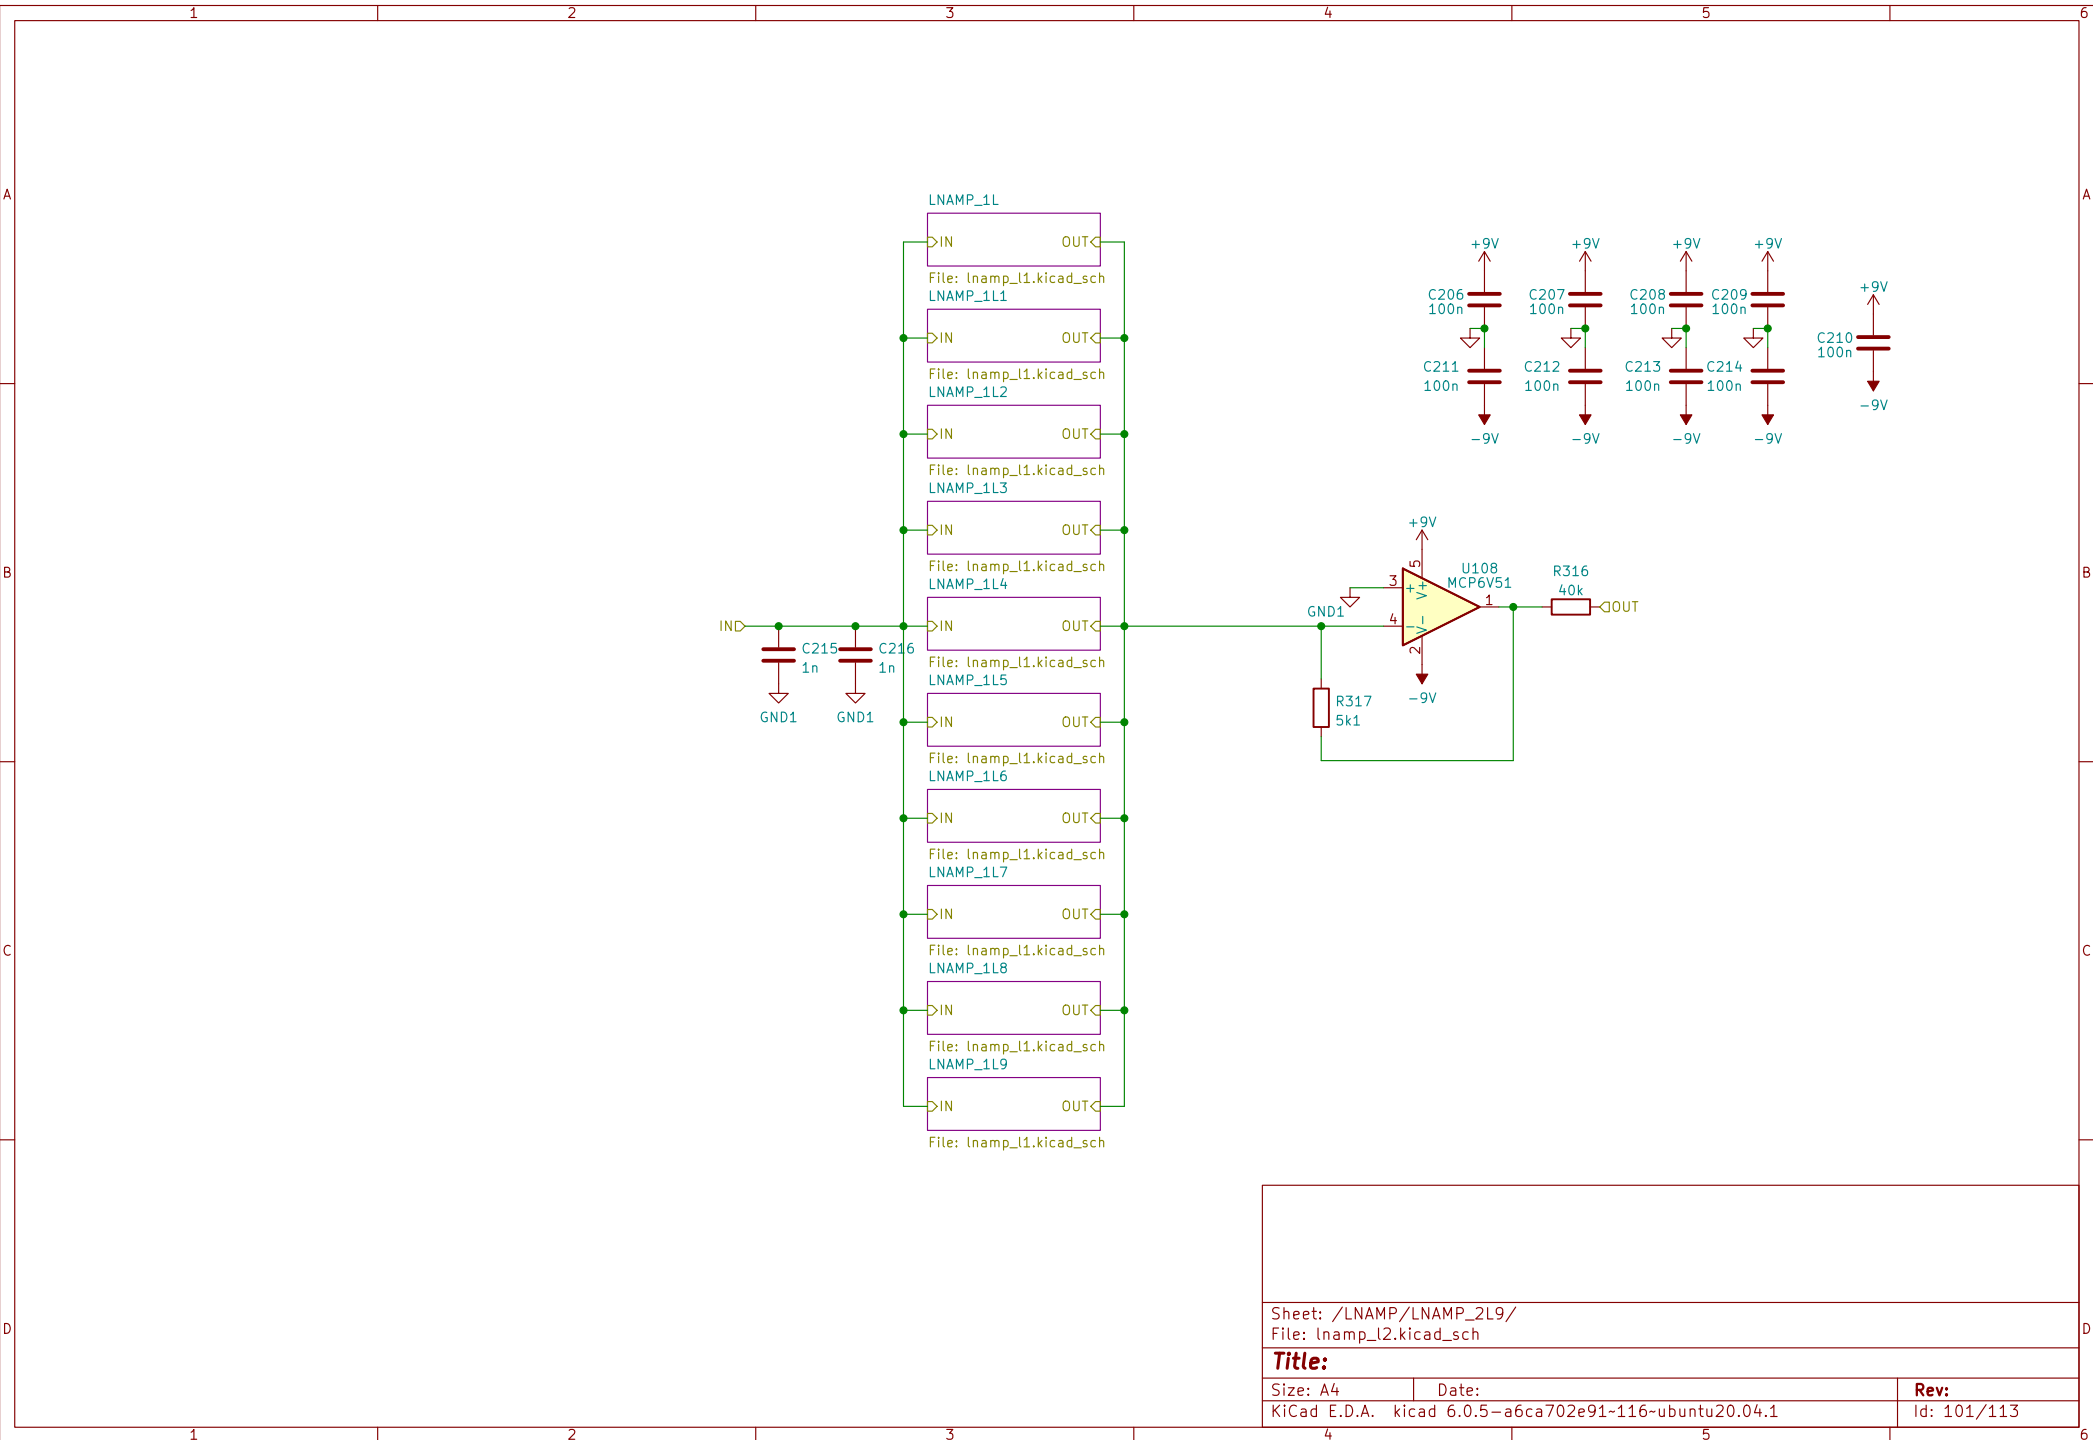 1 2 3 4 5 6
A A
LNAMP_1L
IN OUT
File: lnamp_l1.kicad_sch
LNAMP_1L1
IN OUT
File: lnamp_l1.kicad_sch
LNAMP_1L2
IN OUT
File: lnamp_l1.kicad_sch
LNAMP_1L3
IN OUT
File: lnamp_l1.kicad_sch
LNAMP_1L4
IN OUT
File: lnamp_l1.kicad_sch
LNAMP_1L5
IN OUT
File: lnamp_l1.kicad_sch
LNAMP_1L6
IN OUT
File: lnamp_l1.kicad_sch
LNAMP_1L7
IN OUT
File: lnamp_l1.kicad_sch
LNAMP_1L8
IN OUT
File: lnamp_l1.kicad_sch
LNAMP_1L9
IN OUT
File: lnamp_l1.kicad_sch
+9V +9V +9V +9V
+9V
C206 C207 C208 C209
100n 100n 100n 100n
C210
100n
C211 C212 C213 C214
100n 100n 100n 100n
-9V
-9V -9V -9V -9V
B B
IN
C215 C216
1n 1n
GND1 GND1
+9V
5
U108
MCP6V51
3 + V+
GND1
4 - V-
1
2
-9V
R316
40k
OUT
R317
5k1
C C
D D
Sheet: /LNAMP/LNAMP_2L9/
File: lnamp_l2.kicad_sch
Title:
Size: A4 Date: Rev:
KiCad E.D.A. kicad 6.0.5-a6ca702e91~116~ubuntu20.04.1 Id: 101/113
1 2 3 4 5 6